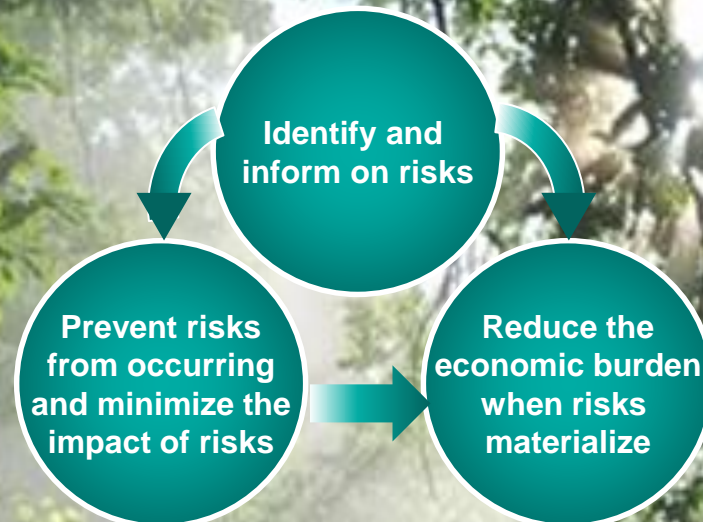 Identify and
inform on risks
Prevent risks
from occurring
and minimize the
impact of risks
Reduce the
economic burden
when risks
materialize